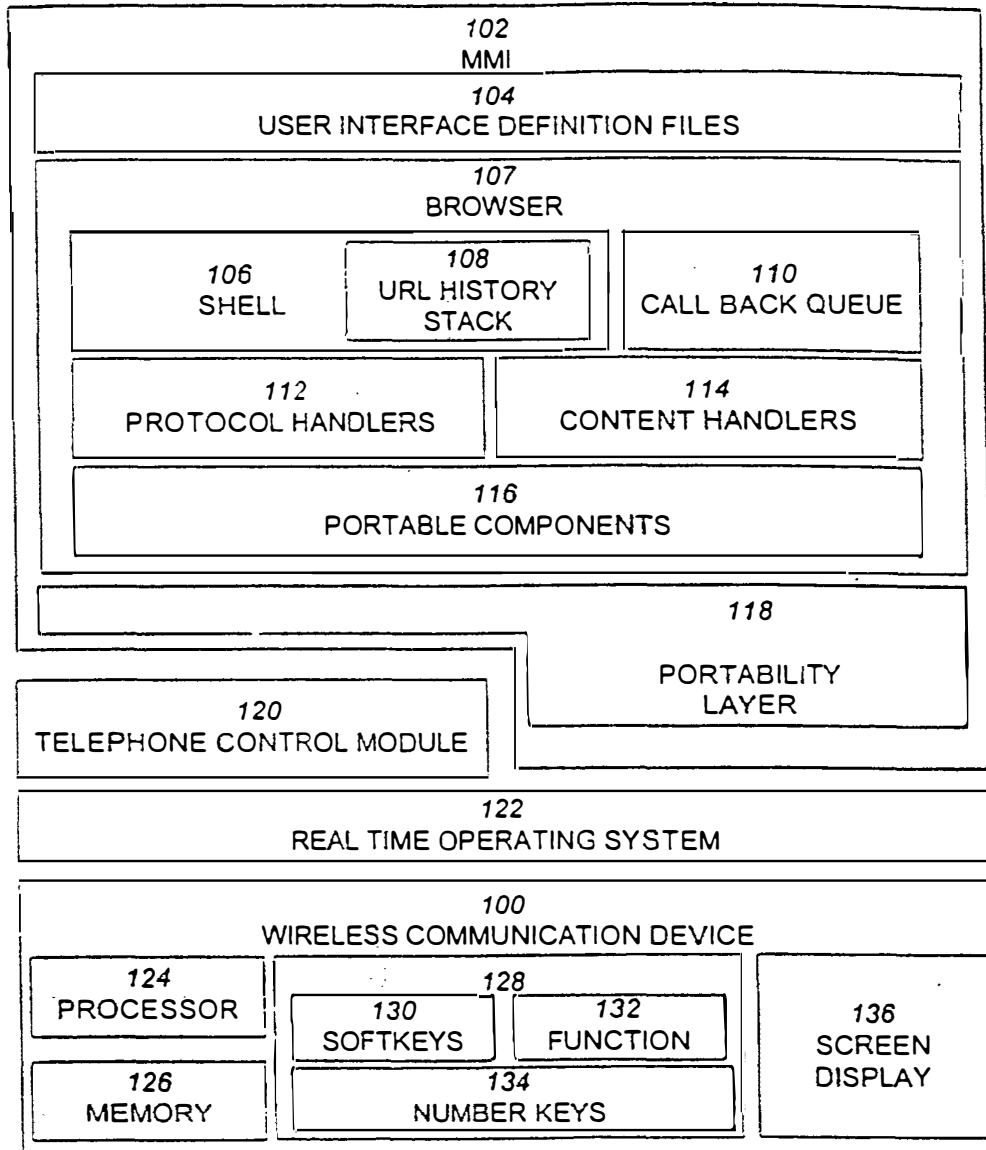 102
MMI
104
USER INTERFACE DEFINITION FILES
107
BROWSER
106
SHELL
108
URL HISTORY
STACK
110
CALL BACK QUEUE
112
PROTOCOL HANDLERS
114
CONTENT HANDLERS
116
PORTABLE COMPONENTS
118
PORTABILITY
LAYER
120
TELEPHONE CONTROL MODULE
122
REAL TIME OPERATING SYSTEM
100
WIRELESS COMMUNICATION DEVICE
124
PROCESSOR
126
MEMORY
128
130
SOFTKEYS
132
FUNCTION
134
NUMBER KEYS
136
SCREEN
DISPLAY